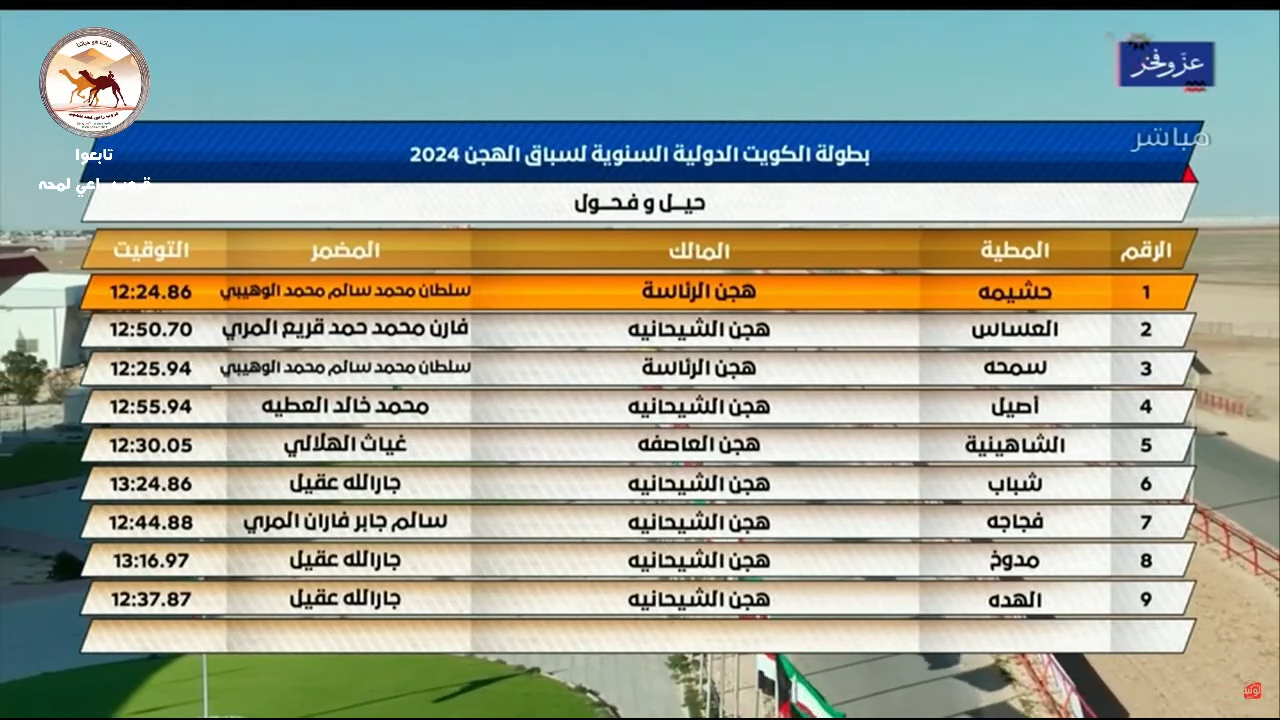 تراثنا هو حياتنا
عز وفخر
مباشر
تابعوا
بطولة الكويت الدولية السنوية لسباق الهجن 2024
حيل و فحول
الرقم المطية المالك المضمر التوقيت
1 حشيمه هجن الرئاسة سلطان محمد سالم محمد الوهيبي 12:24.86
2 العساس هجن الشيحانيه فارن محمد حمد قريع المري 12:50.70
3 سمحه هجن الرئاسة سلطان محمد سالم محمد الوهيبي 12:25.94
4 أصيل هجن الشيحانيه محمد خالد العطيه 12:55.94
5 الشاهينية هجن العاصفه غياث الهلالي 12:30.05
6 شباب هجن الشيحانيه جارالله عقيل 13:24.86
7 فجاجه هجن الشيحانيه سالم جابر فاران المري 12:44.88
8 مدوخ هجن الشيحانيه جارالله عقيل 13:16.97
9 الهده هجن الشيحانيه جارالله عقيل 12:37.87